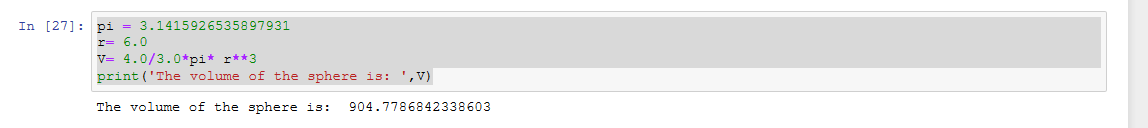 In [27]: pi = 3.1415926535897931
r= 6.0
V= 4.0/3.0*pi* r**3
print('The volume of the sphere is: ',V)
The volume of the sphere is:  904.7786842338603